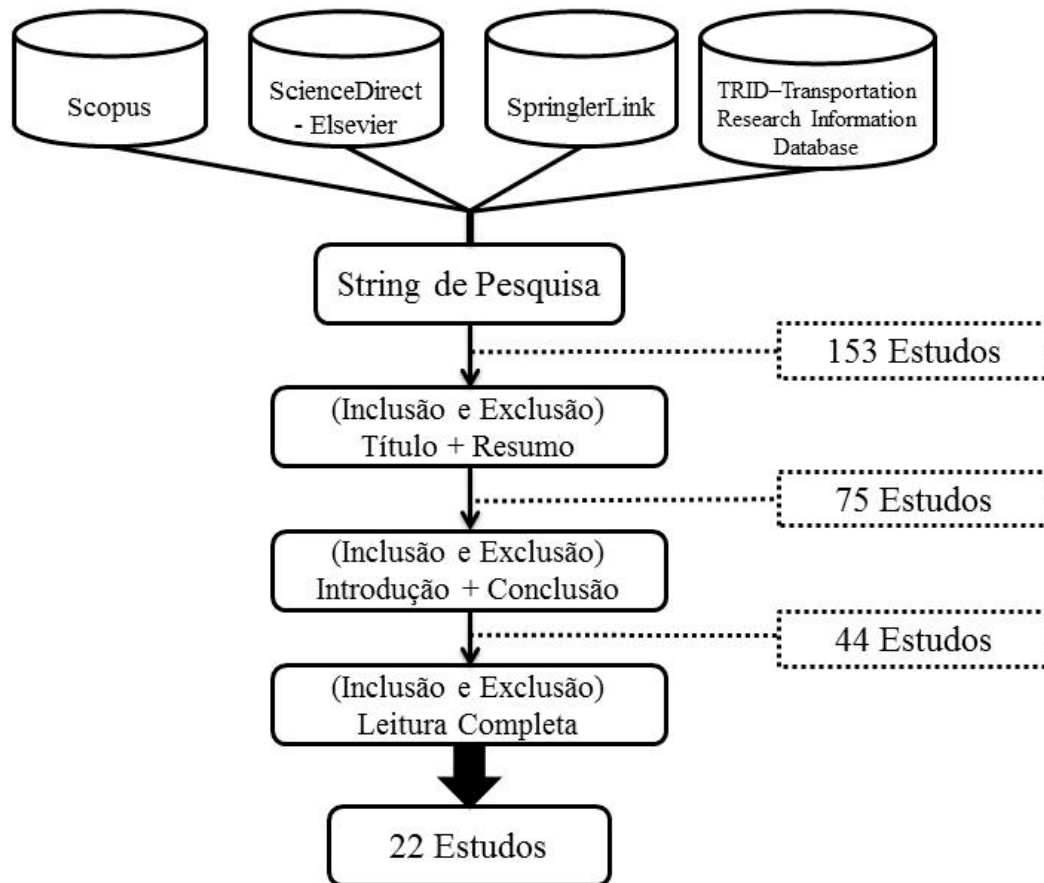 Scopus
ScienceDirect
- Elsevier
SpringlerLink
TRID–Transportation
Research Information
Database
String de Pesquisa
153 Estudos
(Inclusão e Exclusão)
Título + Resumo
75 Estudos
(Inclusão e Exclusão)
Introdução + Conclusão
44 Estudos
(Inclusão e Exclusão)
Leitura Completa
22 Estudos